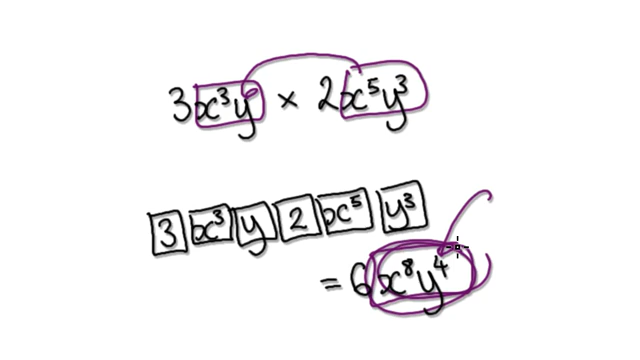 3x³y × 2x⁵y³
3 x³ y 2 x⁵ y³
= 6x⁸y⁴